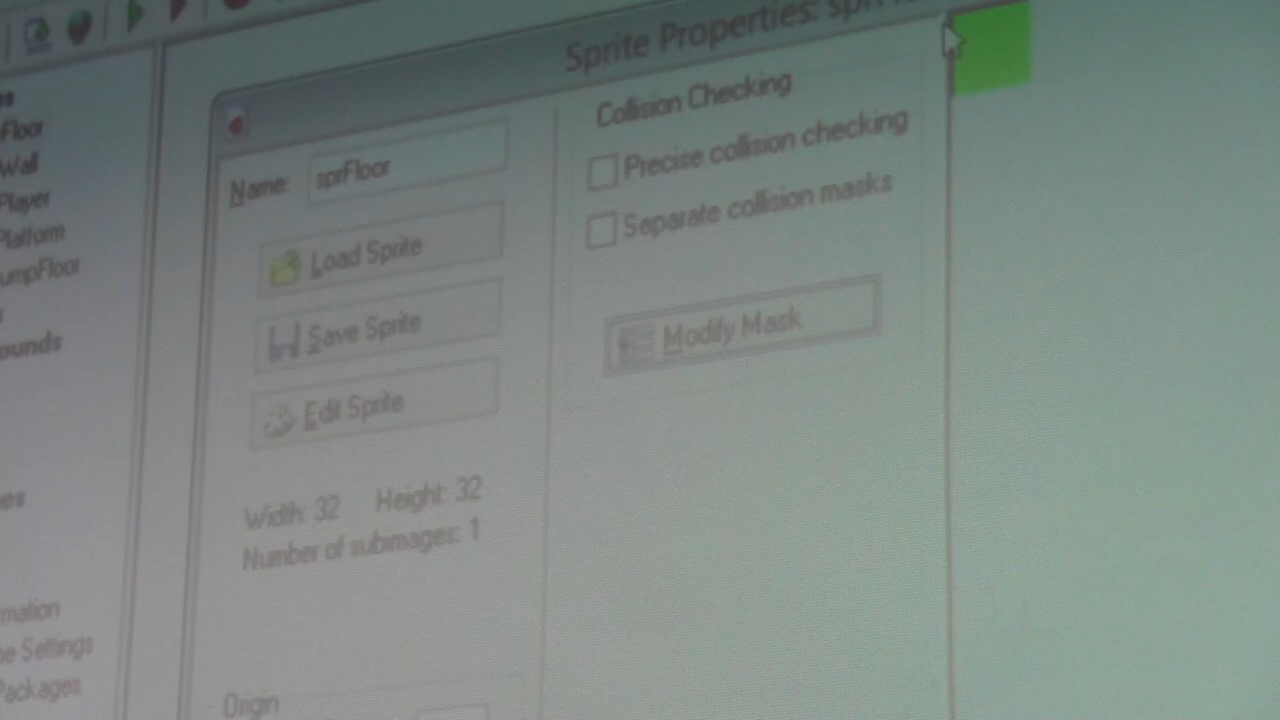 Sprite Properties: spr
Floor
Wall
Player
Platform
umpFloor
ounds
mation
Settings
Packages
Name: sprFloor
Load Sprite
Save Sprite
Edit Sprite
Width: 32 Height: 32
Number of subimages: 1
Origin
Collision Checking
Precise collision checking
Separate collision masks
Modify Mask